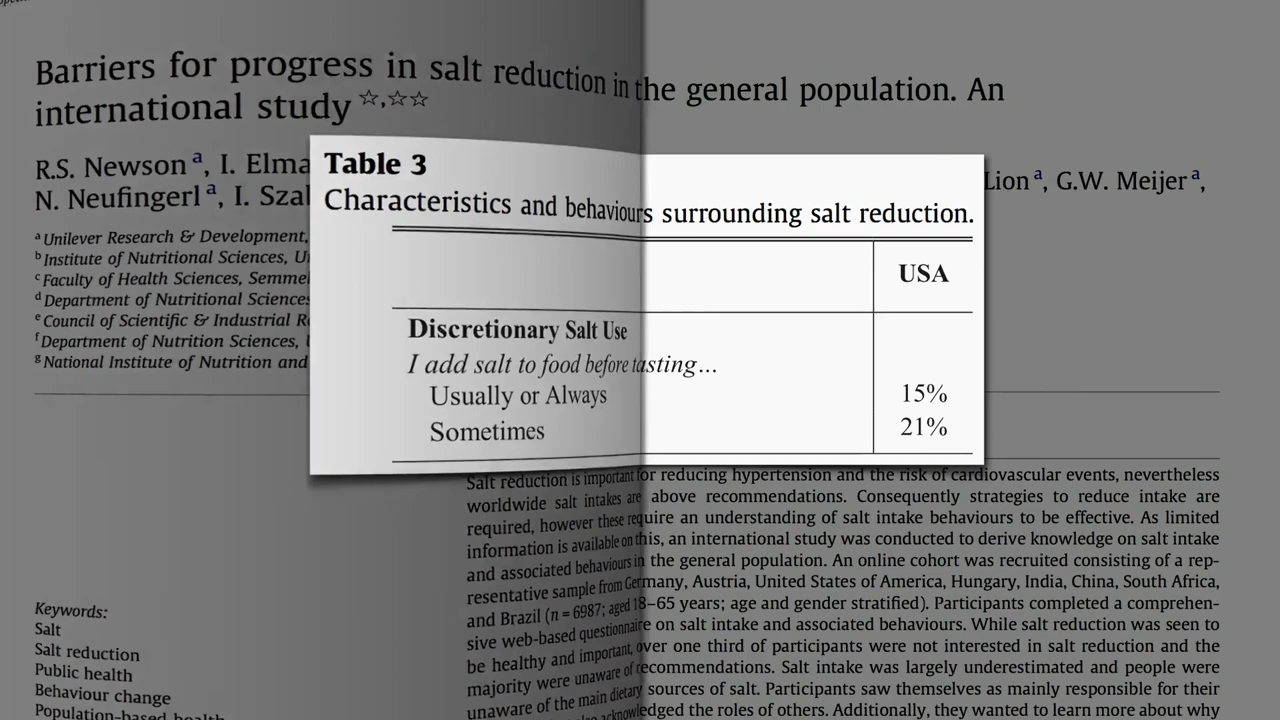 Barriers for progress in salt reduction in the general population. An
international study ☆,☆☆
R.S. Newson a, I. Elma
Lion a, G.W. Meijer a,
N. Neufingerl a, I. Szal
a Unilever Research & Development,
b Institute of Nutritional Sciences, U
c Faculty of Health Sciences, Semmel
d Department of Nutritional Sciences
e Council of Scientific & Industrial R
f Department of Nutrition Sciences,
g National Institute of Nutrition and
Table 3
Characteristics and behaviours surrounding salt reduction.
USA
Discretionary Salt Use
I add salt to food before tasting...
Usually or Always 15%
Sometimes 21%
Salt reduction is important for reducing hypertension and the risk of cardiovascular events, nevertheless
worldwide salt intakes are above recommendations. Consequently strategies to reduce intake are
required, however these require an understanding of salt intake behaviours to be effective. As limited
information is available on this, an international study was conducted to derive knowledge on salt intake
and associated behaviours in the general population. An online cohort was recruited consisting of a rep-
resentative sample from Germany, Austria, United States of America, Hungary, India, China, South Africa,
and Brazil (n = 6987; aged 18–65 years; age and gender stratified). Participants completed a comprehen-
sive web-based questionnaire on salt intake and associated behaviours. While salt reduction was seen to
be healthy and important, over one third of participants were not interested in salt reduction and the
majority were unaware of recommendations. Salt intake was largely underestimated and people were
unaware of the main dietary sources of salt. Participants saw themselves as mainly responsible for their
acknowledged the roles of others. Additionally, they wanted to learn more about why
Keywords:
Salt
Salt reduction
Public health
Behaviour change
Population-based health